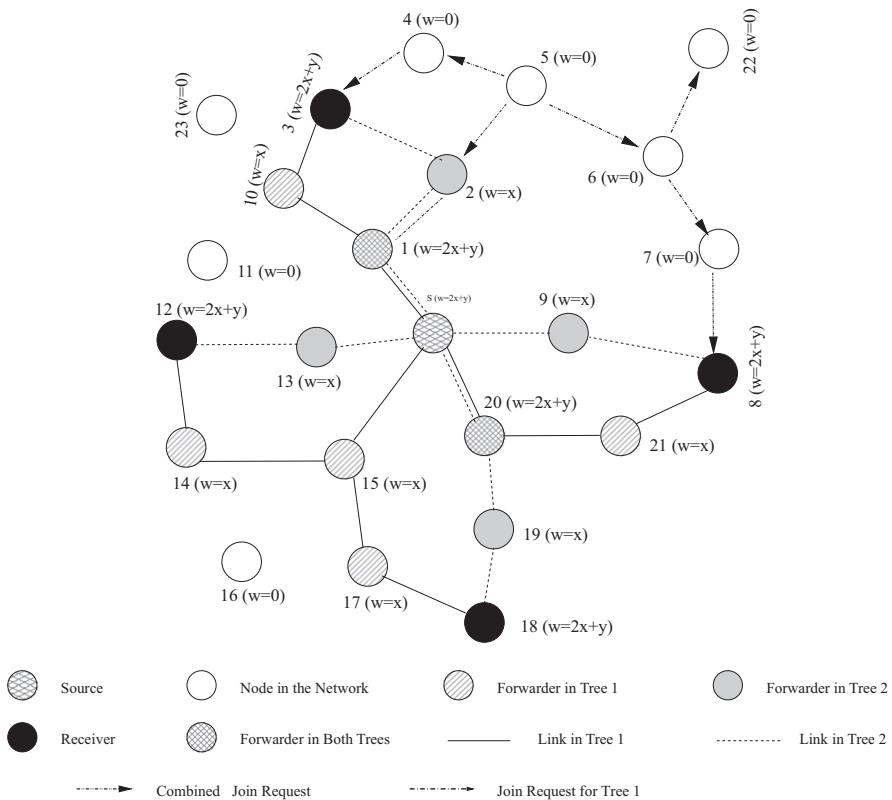 4 (w=0)
5 (w=0)
22 (w=0)
23 (w=0)
3 (w=2x+y)
10 (w=x)
2 (w=x)
6 (w=0)
1 (w=2x+y)
7 (w=0)
11 (w=0)
S (w=2x+y)
9 (w=x)
12 (w=2x+y)
13 (w=x)
8 (w=2x+y)
20 (w=2x+y)
21 (w=x)
14 (w=x)
15 (w=x)
19 (w=x)
16 (w=0)
17 (w=x)
18 (w=2x+y)
Source
Node in the Network
Forwarder in Tree 1
Forwarder in Tree 2
Receiver
Forwarder in Both Trees
Link in Tree 1
Link in Tree 2
Combined Join Request
Join Request for Tree 1